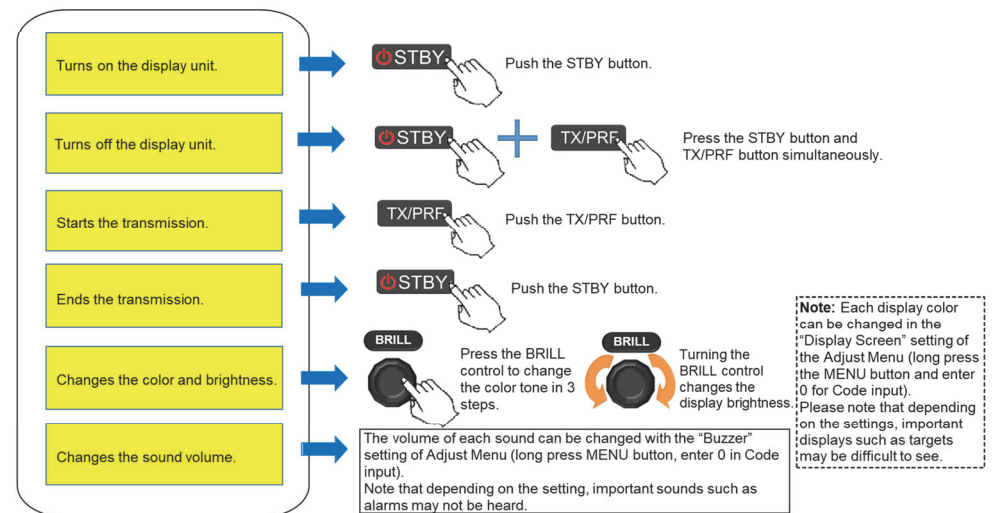 Turns on the display unit.
STBY
Push the STBY button.
Turns off the display unit.
STBY
TX/PRF
Press the STBY button and
TX/PRF button simultaneously.
Starts the transmission.
TX/PRF
Push the TX/PRF button.
Ends the transmission.
STBY
Push the STBY button.
Changes the color and brightness.
BRILL
Press the BRILL
control to change
the color tone in 3
steps.
BRILL
Turning the
BRILL control
changes the
display brightness.
Note: Each display color
can be changed in the
“Display Screen” setting of
the Adjust Menu (long press
the MENU button and enter
0 for Code input).
Please note that depending
on the settings, important
displays such as targets
may be difficult to see.
Changes the sound volume.
The volume of each sound can be changed with the “Buzzer”
setting of Adjust Menu (long press MENU button, enter 0 in Code
input).
Note that depending on the setting, important sounds such as
alarms may not be heard.